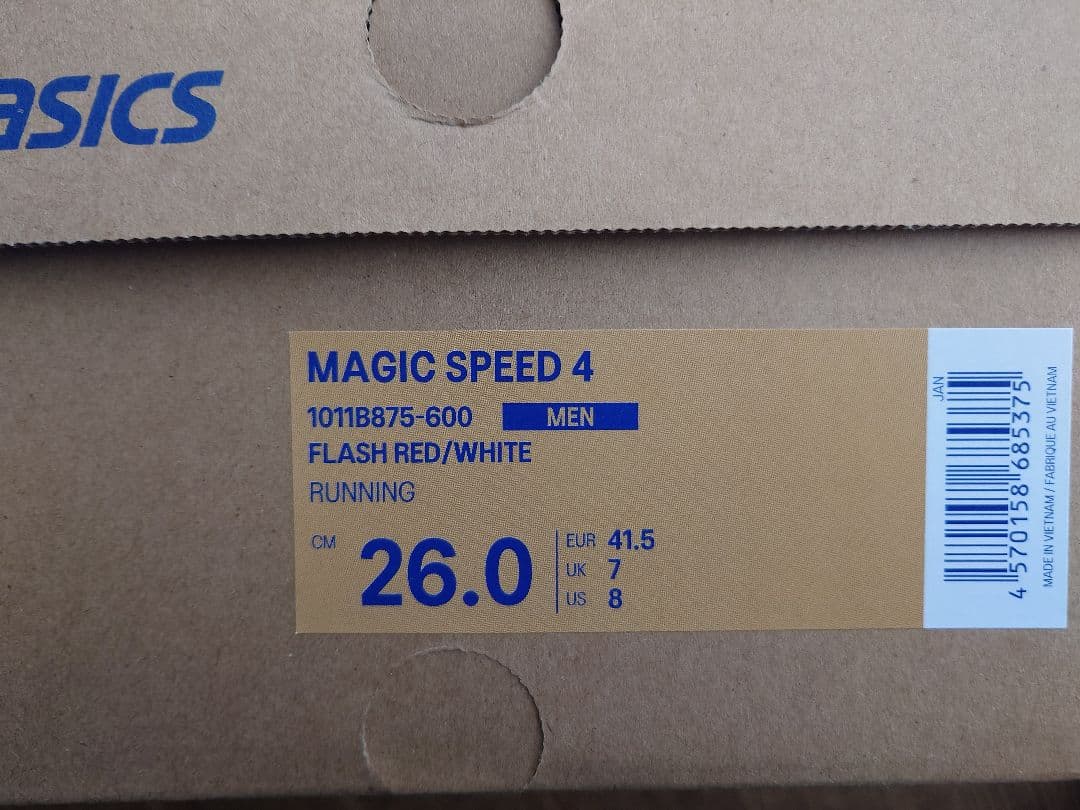 asics
MAGIC SPEED 4
1011B875-600 MEN
FLASH RED/WHITE
RUNNING
CM 26.0
EUR 41.5
UK 7
US 8
JAN
4 570158 685375
MADE IN VIETNAM / FABRIQUE AU VIETNAM